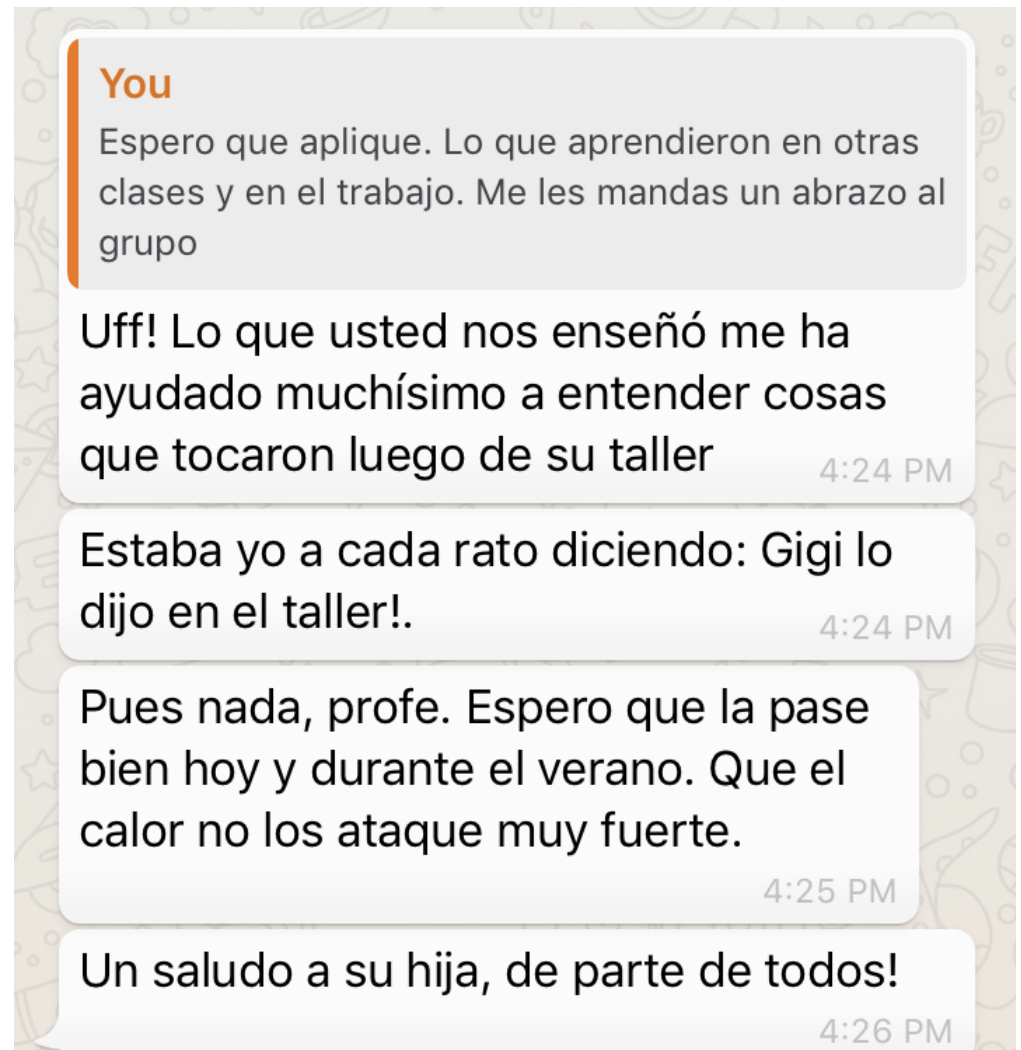 You
Espero que aplique. Lo que aprendieron en otras
clases y en el trabajo. Me les mandas un abrazo al
grupo
Uff! Lo que usted nos enseñó me ha
ayudado muchísimo a entender cosas
que tocaron luego de su taller
4:24 PM
Estaba yo a cada rato diciendo: Gigi lo
dijo en el taller!.
4:24 PM
Pues nada, profe. Espero que la pase
bien hoy y durante el verano. Que el
calor no los ataque muy fuerte.
4:25 PM
Un saludo a su hija, de parte de todos!
4:26 PM